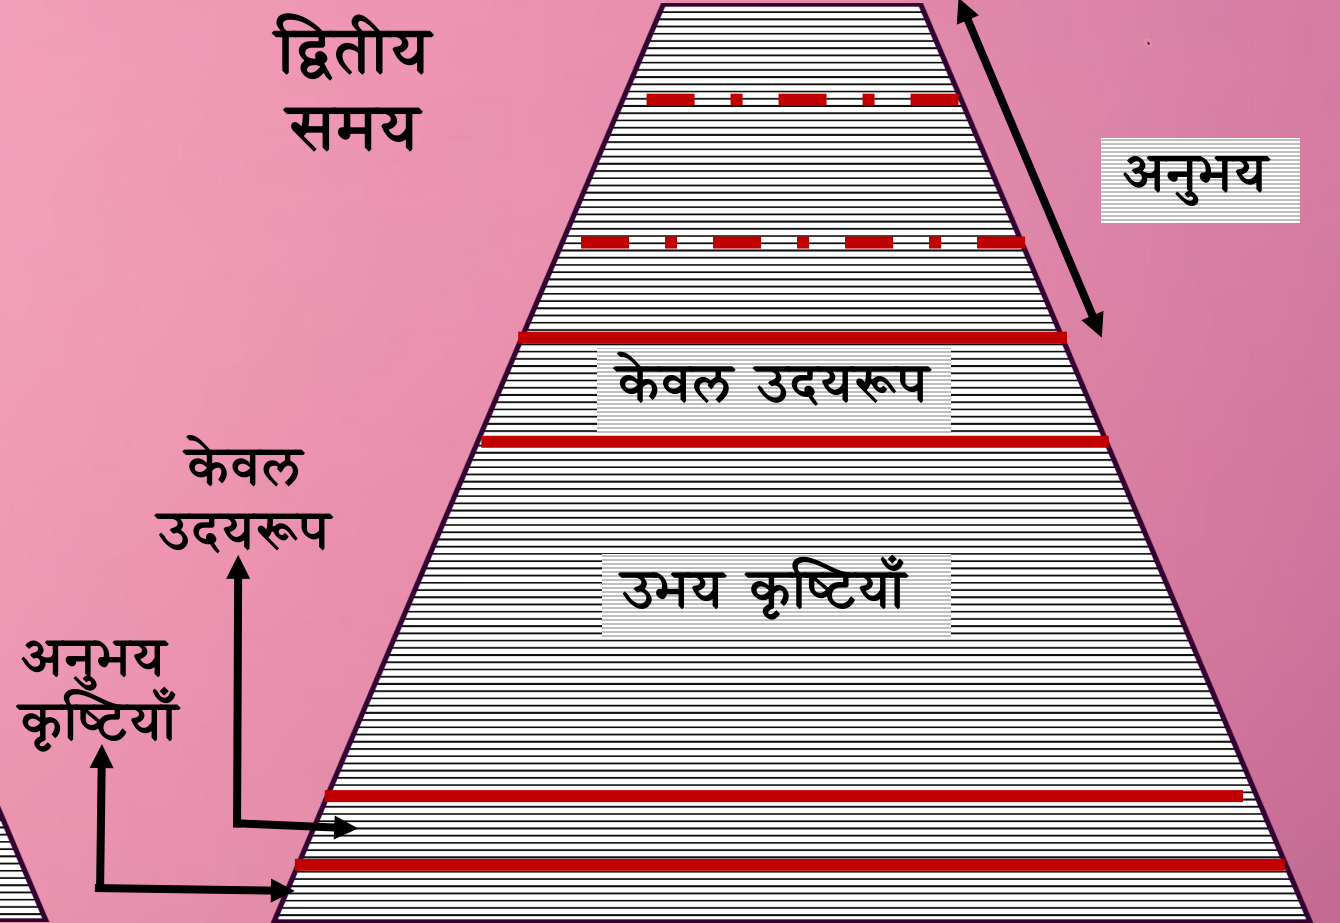 द्वितीय
समय
अनुभय
केवल उदयरूप
केवल
उदयरूप
उभय कृष्टियाँ
अनुभय
कृष्टियाँ